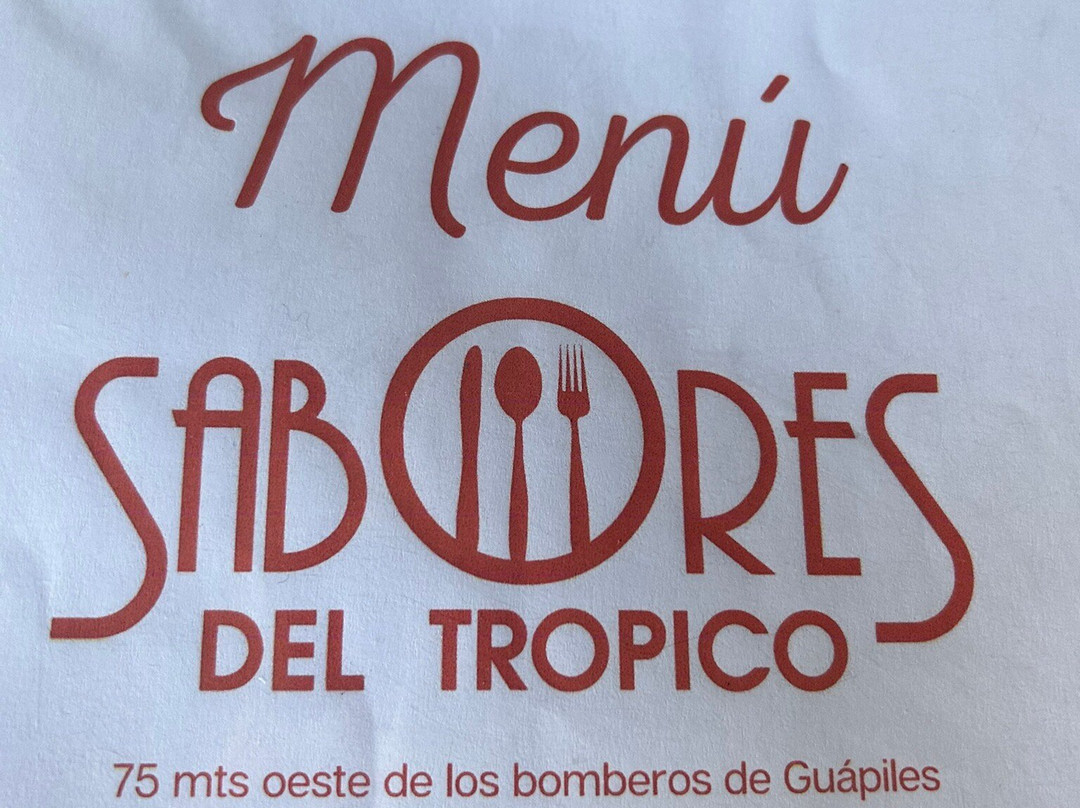 Menú
SABORES
DEL TROPICO
75 mts oeste de los bomberos de Guápiles